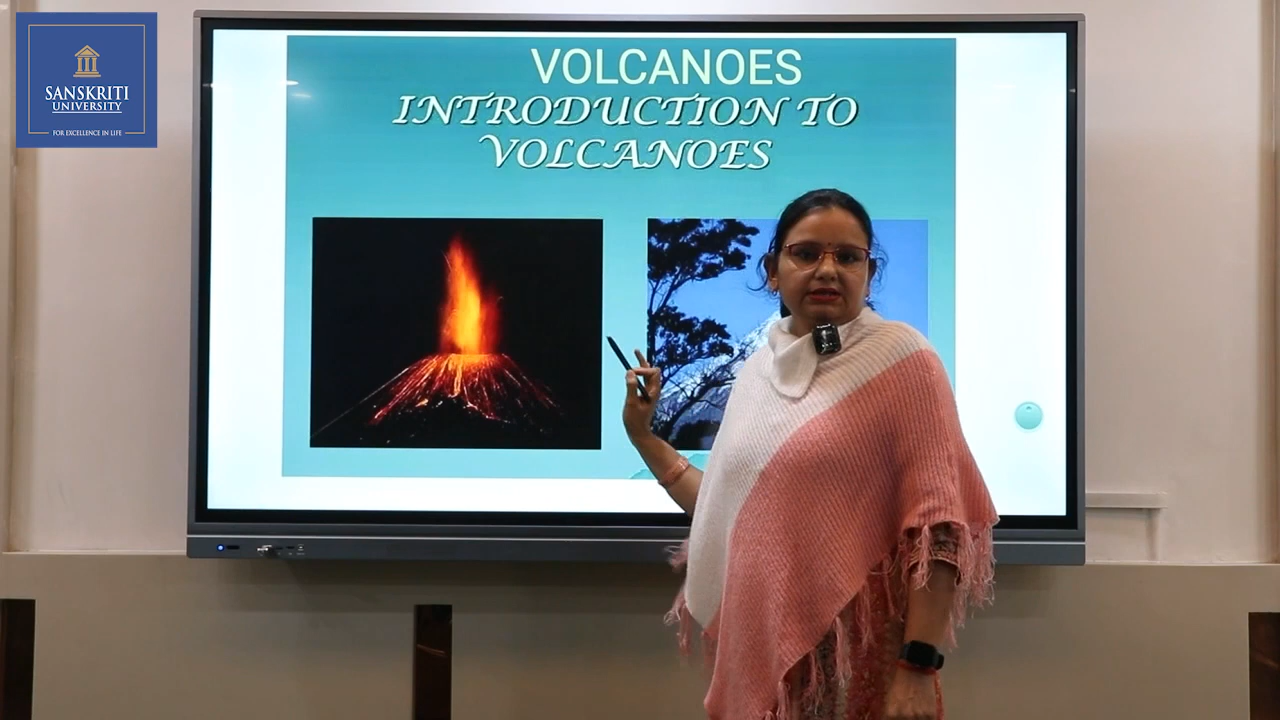 SANSKRITI
UNIVERSITY
FOR EXCELLENCE IN LIFE
VOLCANOES
INTRODUCTION TO
VOLCANOES